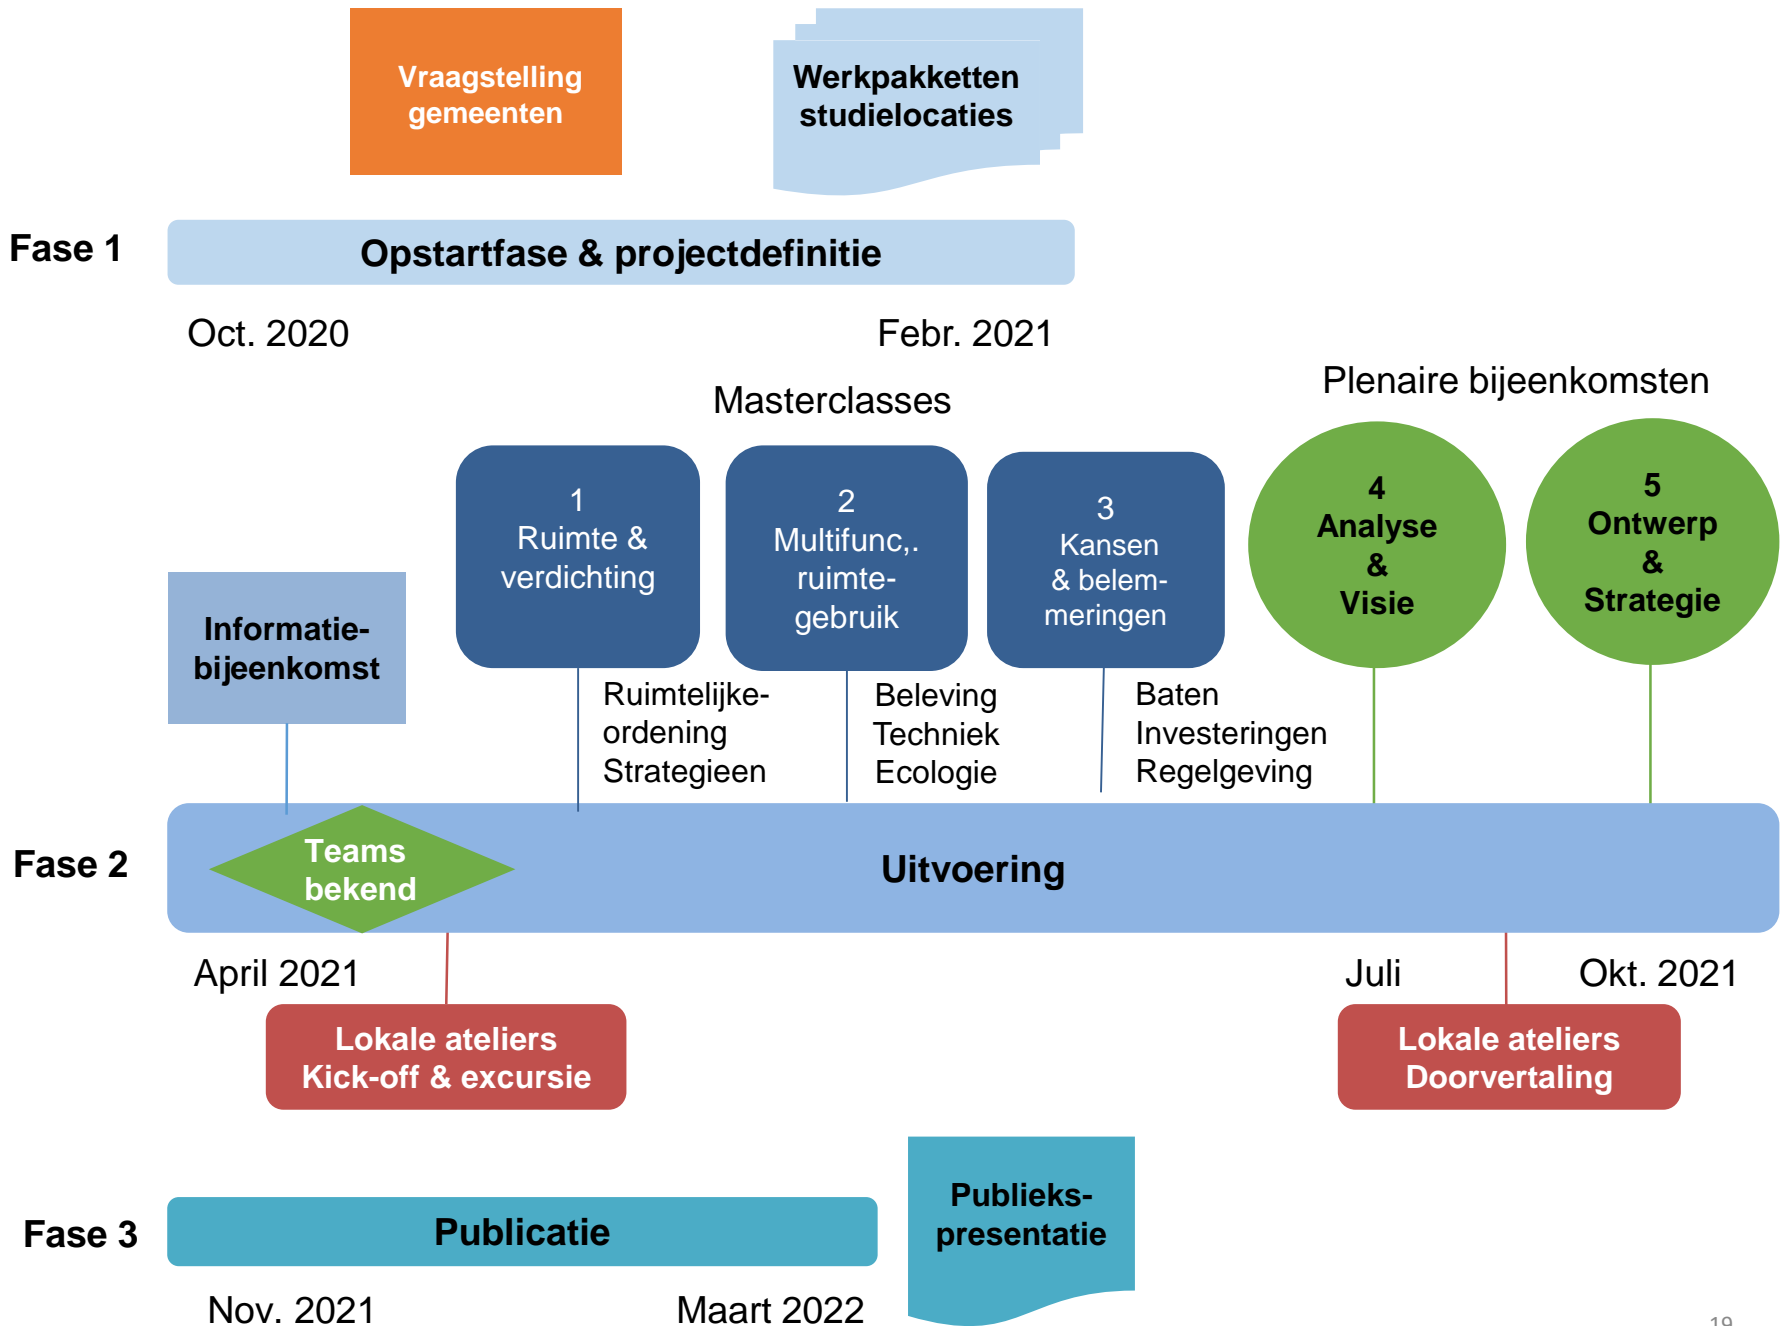 Vraagstelling
gemeenten
Werkpakketten
studielocaties
Fase 1
Opstartfase & projectdefinitie
Oct. 2020
Febr. 2021
Masterclasses
Plenaire bijeenkomsten
1
Ruimte &
verdichting
2
Multifunc,.
ruimte-
gebruik
3
Kansen
& belem-
meringen
4
Analyse
&
Visie
5
Ontwerp
&
Strategie
Informatie-
bijeenkomst
Ruimtelijke-
ordening
Strategieen
Beleving
Techniek
Ecologie
Baten
Investeringen
Regelgeving
Fase 2
Teams
bekend
Uitvoering
April 2021
Juli
Okt. 2021
Lokale ateliers
Kick-off & excursie
Lokale ateliers
Doorvertaling
Fase 3
Publicatie
Publieks-
presentatie
Nov. 2021
Maart 2022
19